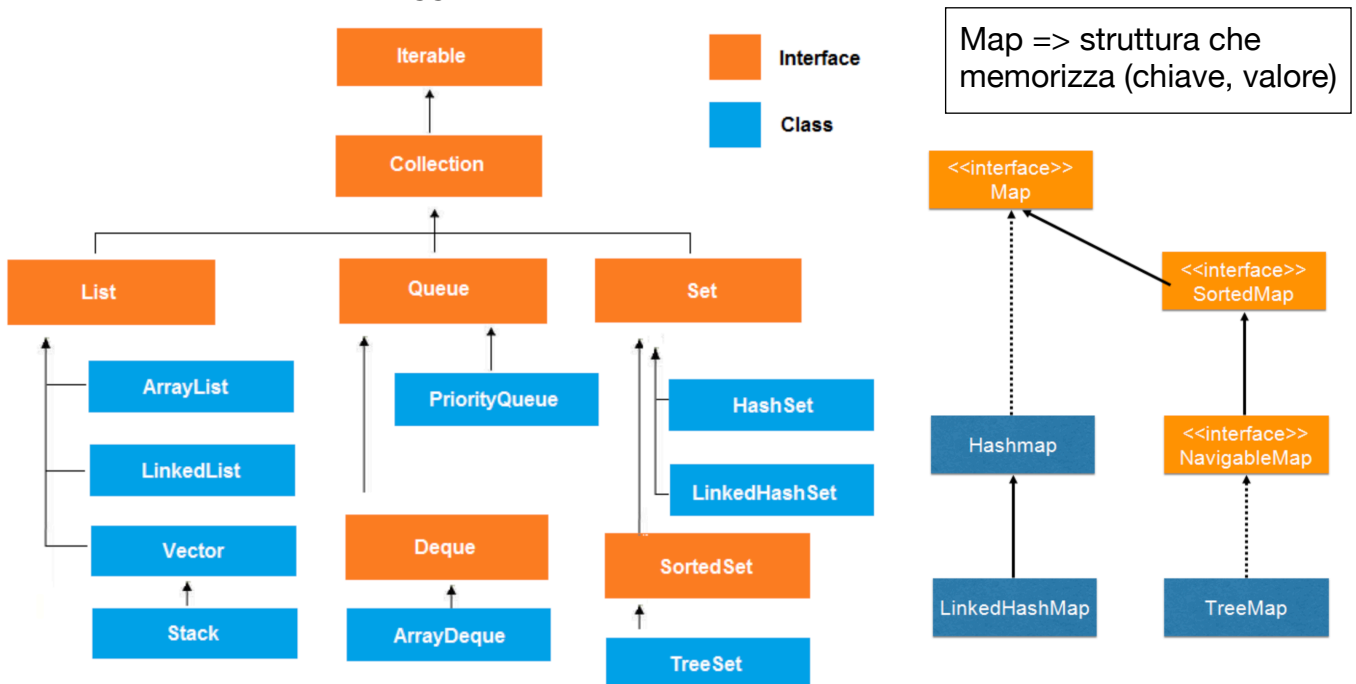 Iterable
Interface
Class
Collection
List
Queue
Set
ArrayList
PriorityQueue
HashSet
LinkedList
LinkedHashSet
Vector
Deque
SortedSet
Stack
ArrayDeque
TreeSet
Map => struttura che
memorizza (chiave, valore)
<<interface>>
Map
<<interface>>
SortedMap
Hashmap
<<interface>>
NavigableMap
LinkedHashMap
TreeMap